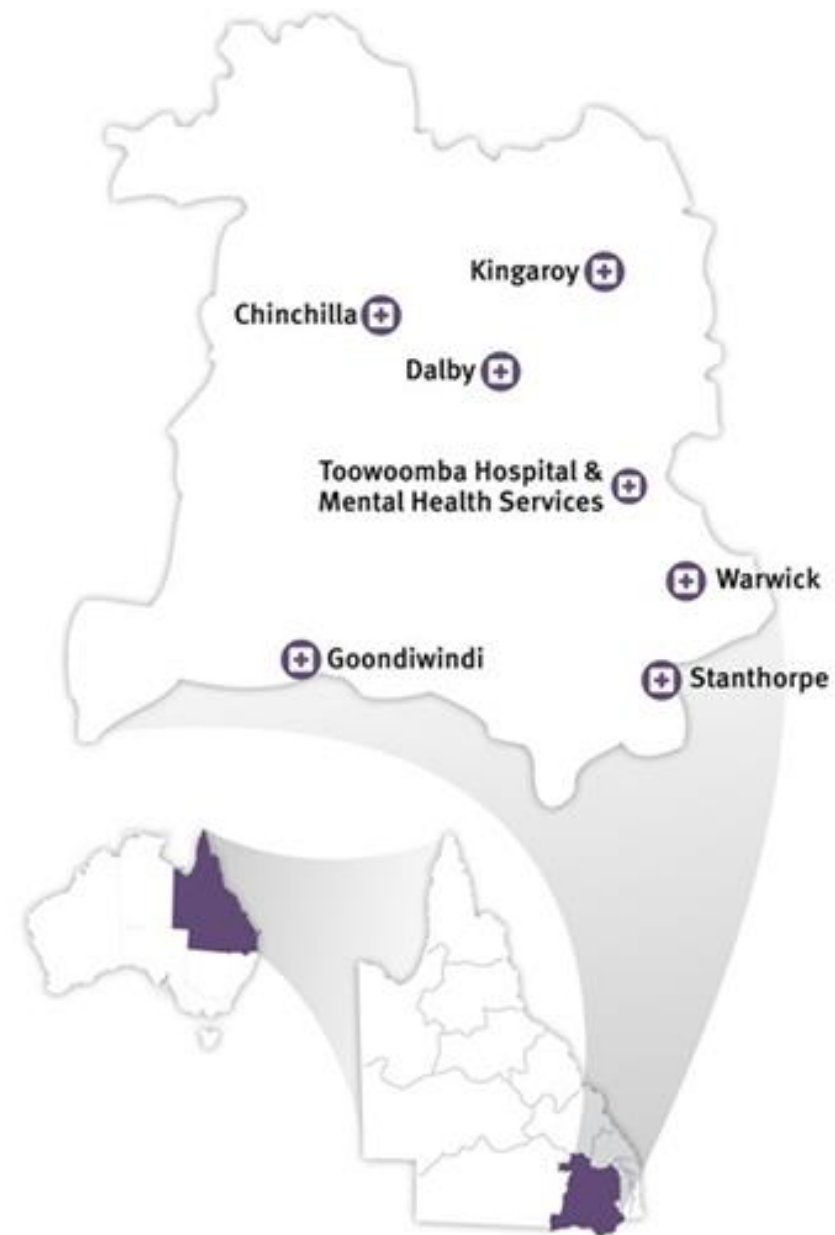 Kingaroy
Chinchilla
Dalby
Toowoomba Hospital &
Mental Health Services
Warwick
Goondiwindi
Stanthorpe